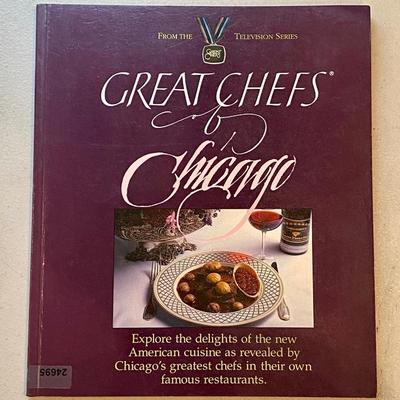 FROM THE TELEVISION SERIES
GREAT CHEFS®
of
Chicago
Explore the delights of the new
American cuisine as revealed by
Chicago's greatest chefs in their own
famous restaurants.
24695